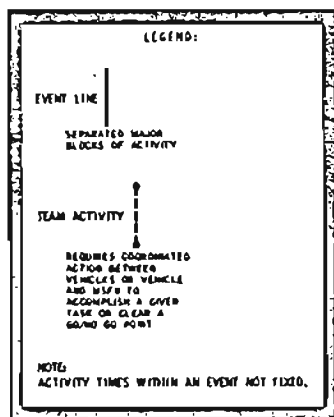 LEGEND:
EVENT LINE
SEPARATED MAJOR
BLOCKS OF ACTIVITY
TEAM ACTIVITY
REQUIRES COORDINATED
ACTION BETWEEN
VEHICLES OR VEHICLE
AND MSFN TO
ACCOMPLISH A GIVEN
TASK OR CLEAR A
GO/NO GO POINT
NOTE:
ACTIVITY TIMES WITHIN AN EVENT NOT FIXED.